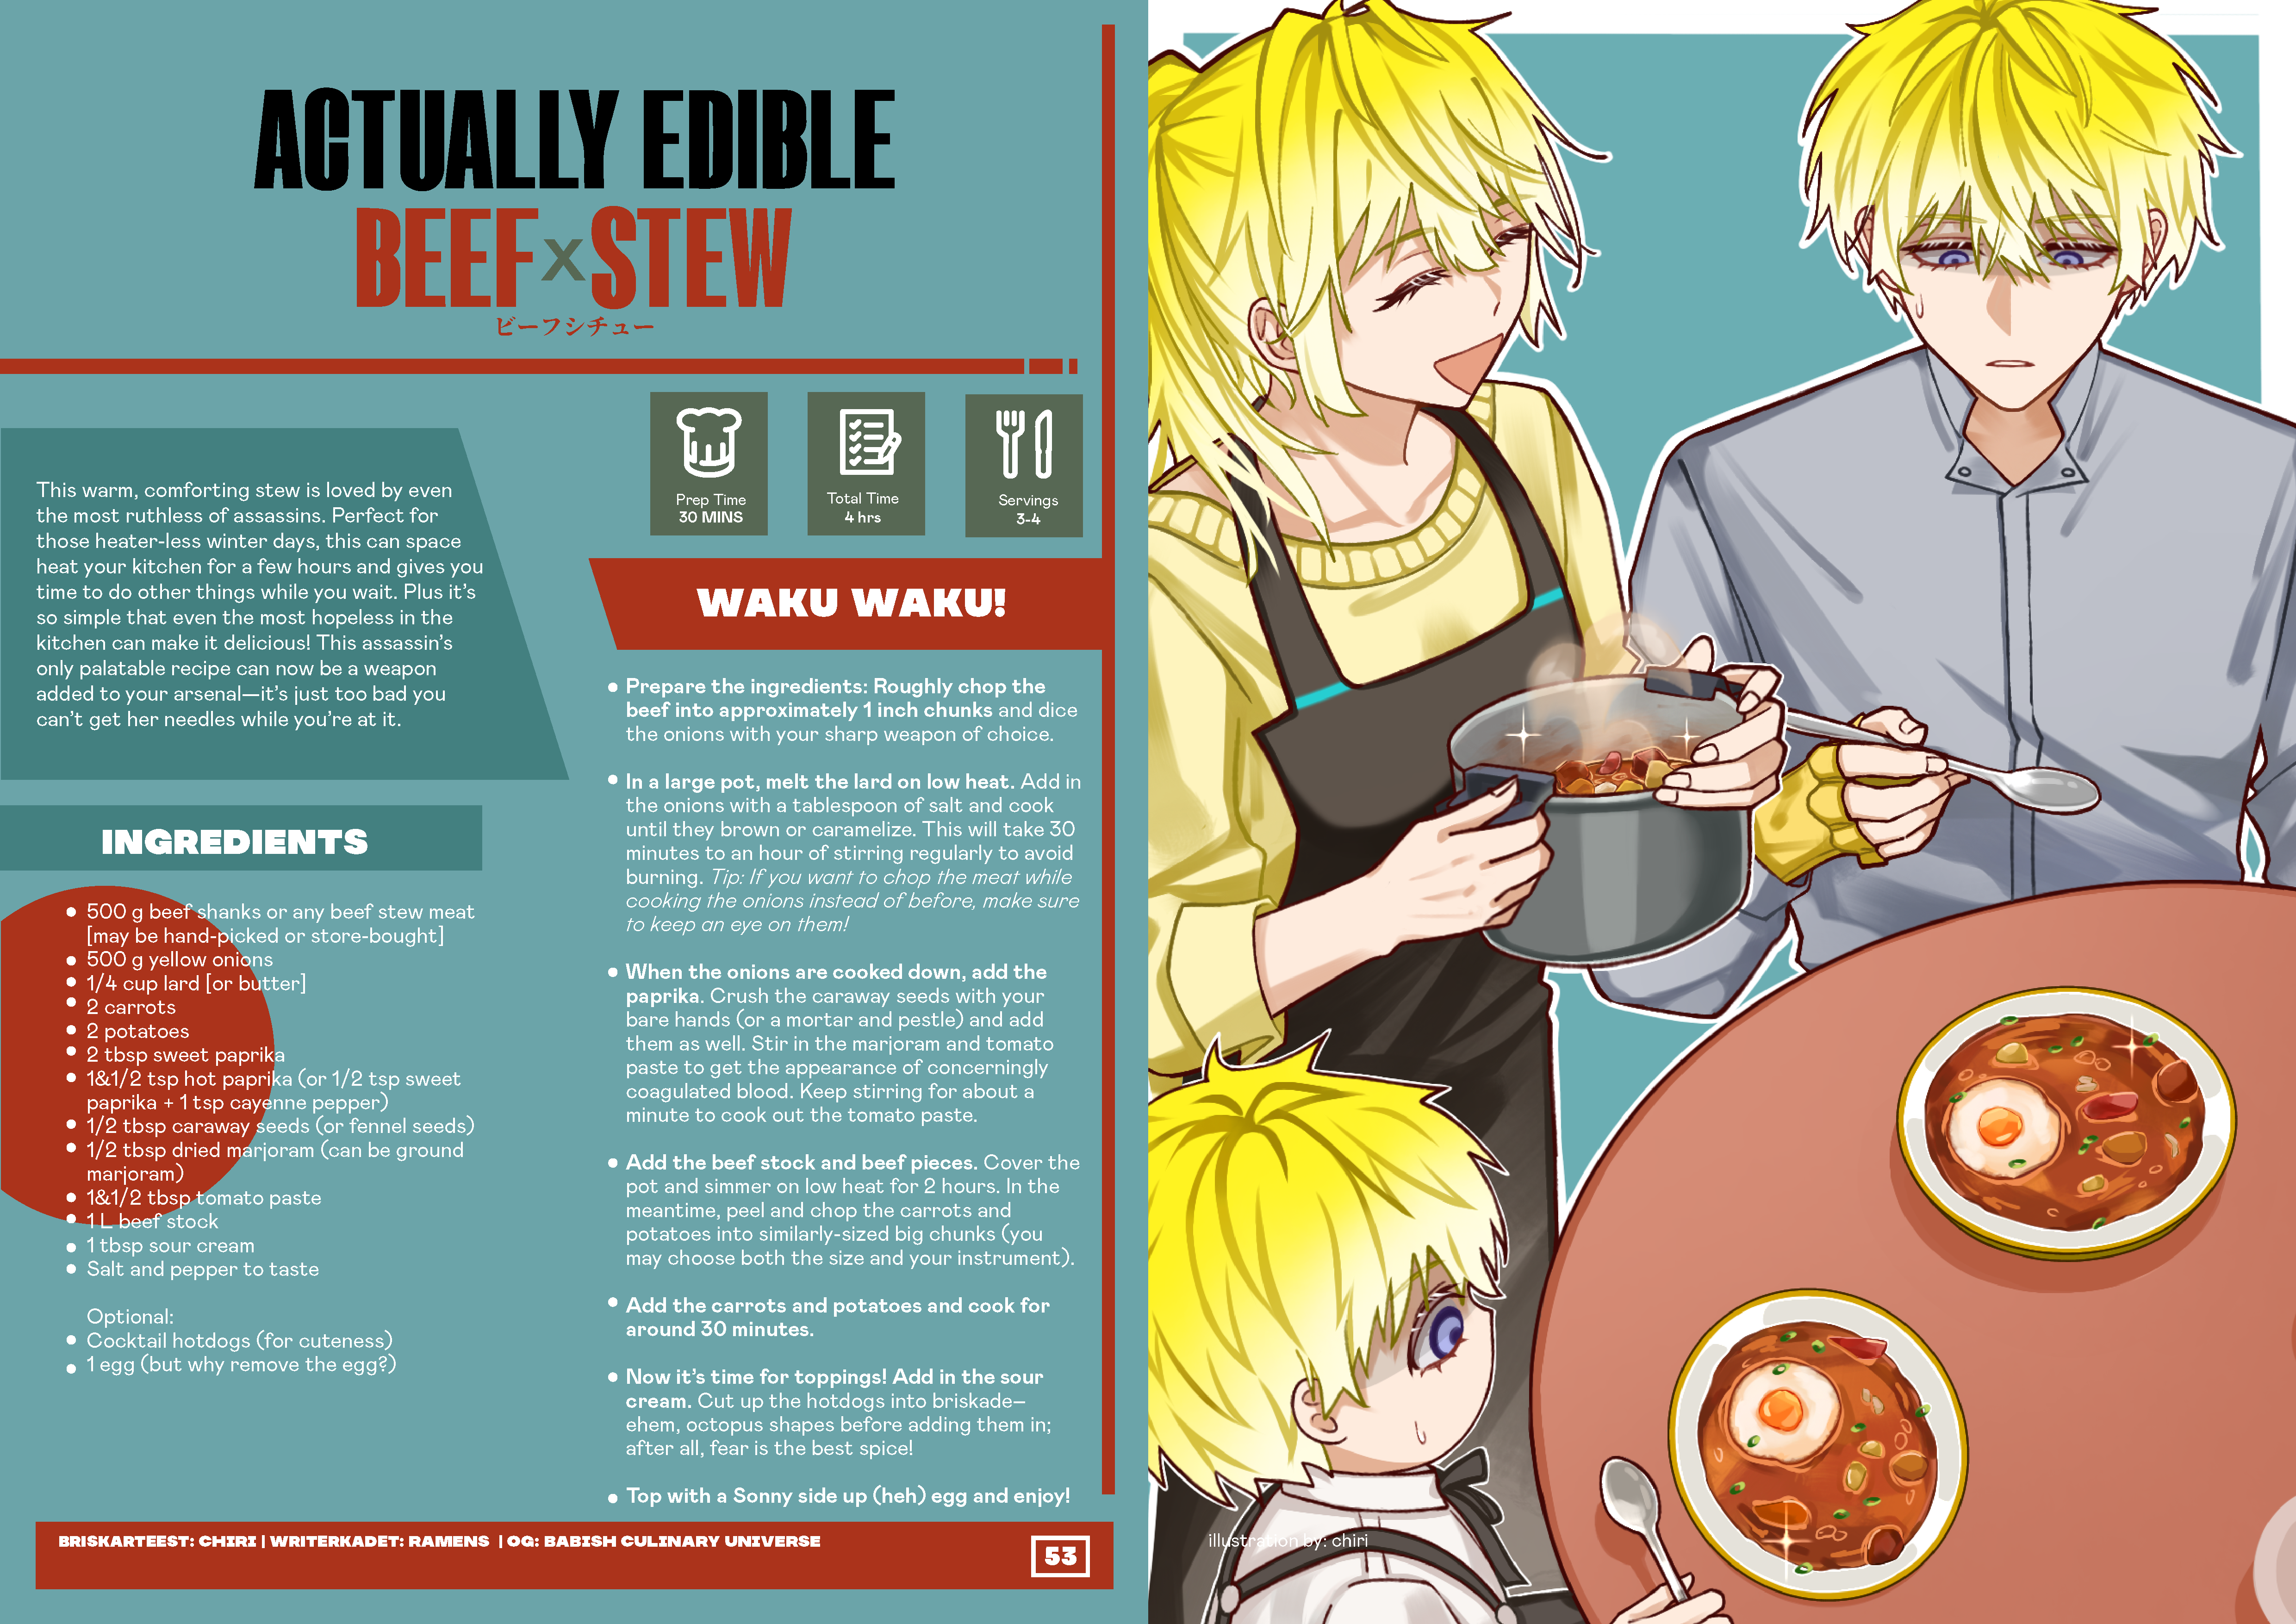 ACTUALLY EDIBLE
BEEF x STEW
ビーフシチュー
Prep Time
30 MINS
Total Time
4 hrs
Servings
3-4
This warm, comforting stew is loved by even
the most ruthless of assassins. Perfect for
those heater-less winter days, this can space
heat your kitchen for a few hours and gives you
time to do other things while you wait. Plus it’s
so simple that even the most hopeless in the
kitchen can make it delicious! This assassin’s
only palatable recipe can now be a weapon
added to your arsenal—it’s just too bad you
can’t get her needles while you’re at it.
INGREDIENTS
• 500 g beef shanks or any beef stew meat
[may be hand-picked or store-bought]
• 500 g yellow onions
• 1/4 cup lard [or butter]
• 2 carrots
• 2 potatoes
• 2 tbsp sweet paprika
• 1&1/2 tsp hot paprika (or 1/2 tsp sweet
paprika + 1 tsp cayenne pepper)
• 1/2 tbsp caraway seeds (or fennel seeds)
• 1/2 tbsp dried marjoram (can be ground
marjoram)
• 1&1/2 tbsp tomato paste
• 1 L beef stock
• 1 tbsp sour cream
• Salt and pepper to taste
Optional:
• Cocktail hotdogs (for cuteness)
• 1 egg (but why remove the egg?)
WAKU WAKU!
• Prepare the ingredients: Roughly chop the
beef into approximately 1 inch chunks and dice
the onions with your sharp weapon of choice.
• In a large pot, melt the lard on low heat. Add in
the onions with a tablespoon of salt and cook
until they brown or caramelize. This will take 30
minutes to an hour of stirring regularly to avoid
burning. Tip: If you want to chop the meat while
cooking the onions instead of before, make sure
to keep an eye on them!
• When the onions are cooked down, add the
paprika. Crush the caraway seeds with your
bare hands (or a mortar and pestle) and add
them as well. Stir in the marjoram and tomato
paste to get the appearance of concerningly
coagulated blood. Keep stirring for about a
minute to cook out the tomato paste.
• Add the beef stock and beef pieces. Cover the
pot and simmer on low heat for 2 hours. In the
meantime, peel and chop the carrots and
potatoes into similarly-sized big chunks (you
may choose both the size and your instrument).
• Add the carrots and potatoes and cook for
around 30 minutes.
• Now it’s time for toppings! Add in the sour
cream. Cut up the hotdogs into briskade–
ehem, octopus shapes before adding them in;
after all, fear is the best spice!
• Top with a Sonny side up (heh) egg and enjoy!
BRISKARTEEST: CHIRI | WRITERKADET: RAMENS | OG: BABISH CULINARY UNIVERSE
53
illustration by: chiri